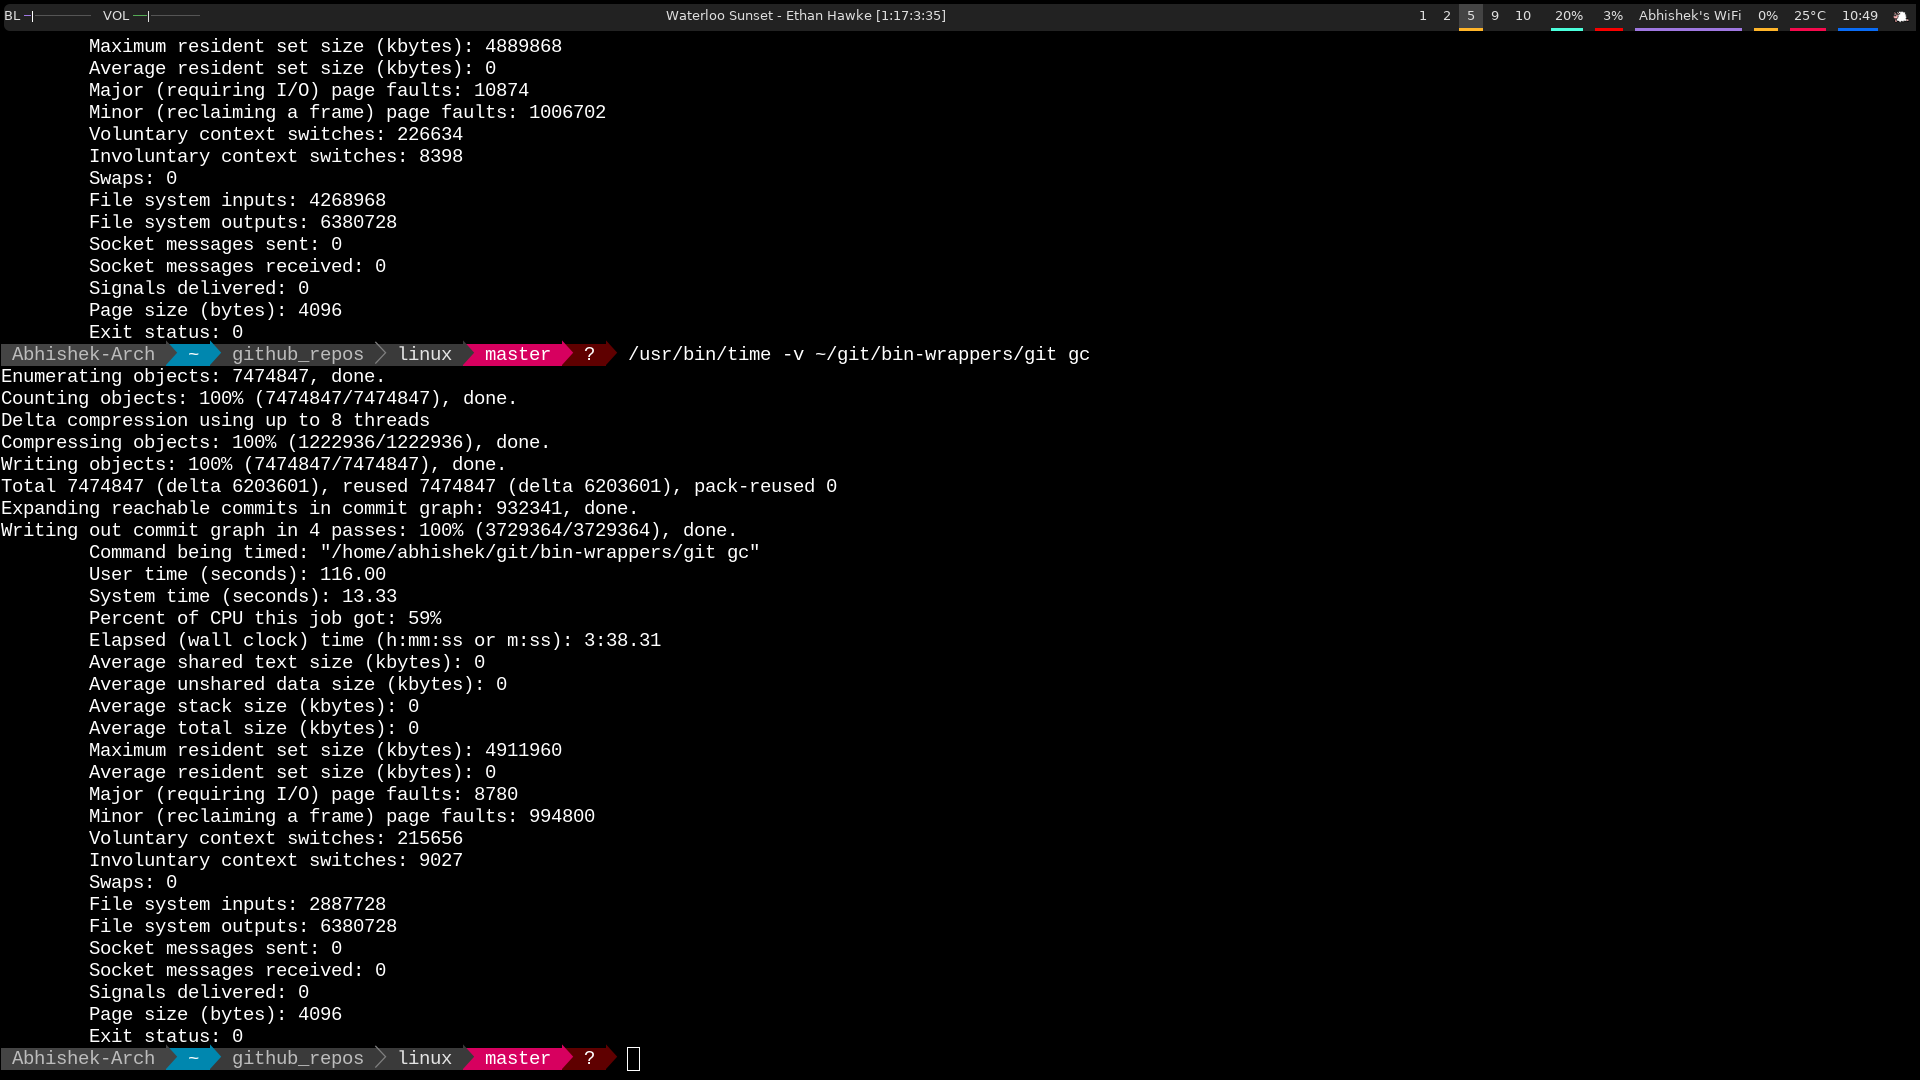 BL VOL Waterloo Sunset - Ethan Hawke [1:17:3:35] 1 2 5 9 10 20% 3% Abhishek's WiFi 0% 25°C 10:49
Maximum resident set size (kbytes): 4889868
Average resident set size (kbytes): 0
Major (requiring I/O) page faults: 10874
Minor (reclaiming a frame) page faults: 1006702
Voluntary context switches: 226634
Involuntary context switches: 8398
Swaps: 0
File system inputs: 4268968
File system outputs: 6380728
Socket messages sent: 0
Socket messages received: 0
Signals delivered: 0
Page size (bytes): 4096
Exit status: 0
Abhishek-Arch ~ github_repos linux master ? /usr/bin/time -v ~/git/bin-wrappers/git gc
Enumerating objects: 7474847, done.
Counting objects: 100% (7474847/7474847), done.
Delta compression using up to 8 threads
Compressing objects: 100% (1222936/1222936), done.
Writing objects: 100% (7474847/7474847), done.
Total 7474847 (delta 6203601), reused 7474847 (delta 6203601), pack-reused 0
Expanding reachable commits in commit graph: 932341, done.
Writing out commit graph in 4 passes: 100% (3729364/3729364), done.
Command being timed: "/home/abhishek/git/bin-wrappers/git gc"
User time (seconds): 116.00
System time (seconds): 13.33
Percent of CPU this job got: 59%
Elapsed (wall clock) time (h:mm:ss or m:ss): 3:38.31
Average shared text size (kbytes): 0
Average unshared data size (kbytes): 0
Average stack size (kbytes): 0
Average total size (kbytes): 0
Maximum resident set size (kbytes): 4911960
Average resident set size (kbytes): 0
Major (requiring I/O) page faults: 8780
Minor (reclaiming a frame) page faults: 994800
Voluntary context switches: 215656
Involuntary context switches: 9027
Swaps: 0
File system inputs: 2887728
File system outputs: 6380728
Socket messages sent: 0
Socket messages received: 0
Signals delivered: 0
Page size (bytes): 4096
Exit status: 0
Abhishek-Arch ~ github_repos linux master ?